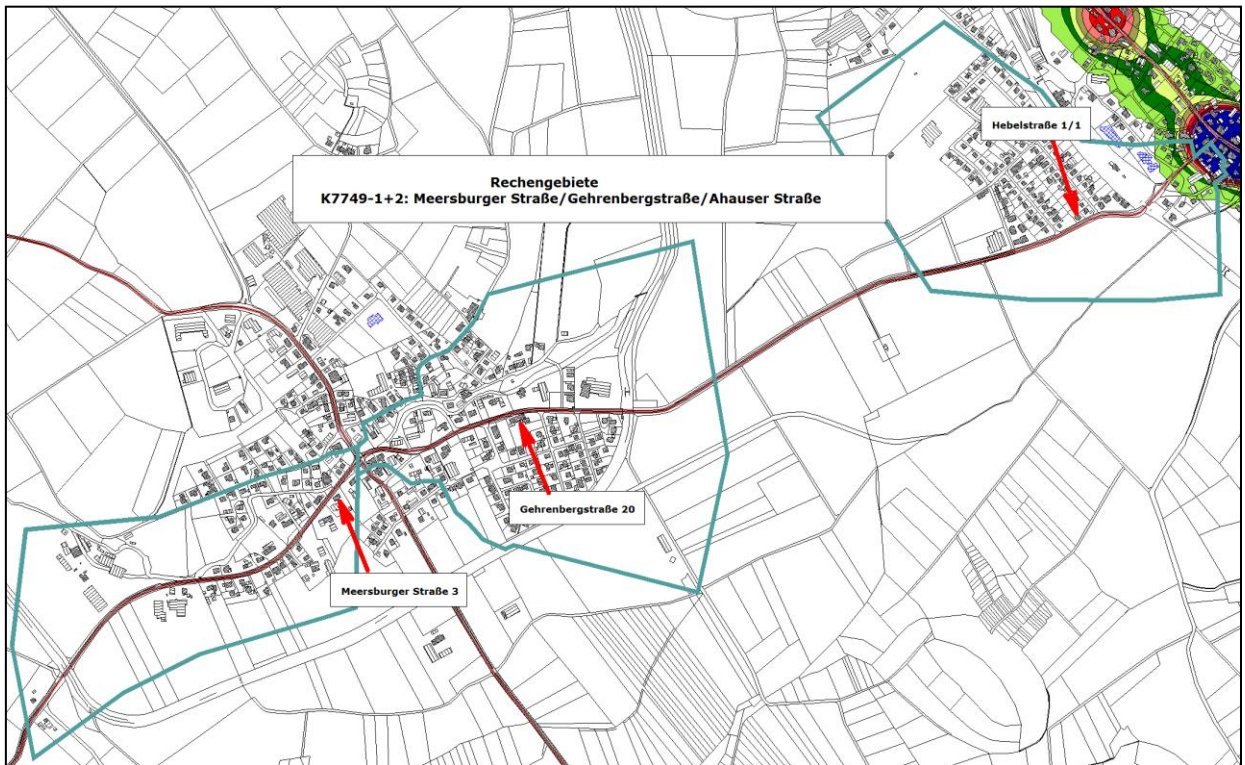 Hebelstraße 1/1
Rechengebiete
K7749-1+2: Meersburger Straße/Gehrenbergstraße/Ahauser Straße
Gehrenbergstraße 20
Meersburger Straße 3